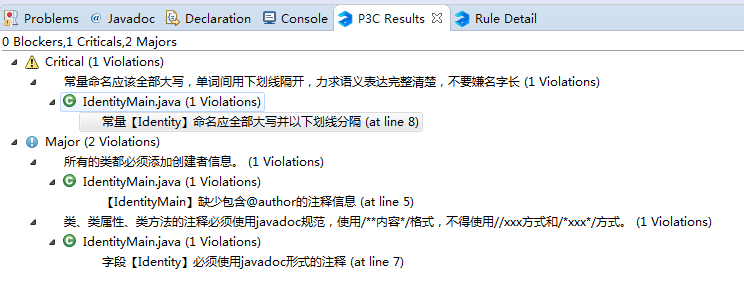 Problems @ Javadoc Declaration Console P3C Results Rule Detail
0 Blockers,1 Criticals,2 Majors
Critical (1 Violations)
常量命名应该全部大写，单词间用下划线隔开，力求语义表达完整清楚，不要嫌名字长 (1 Violations)
IdentityMain.java (1 Violations)
常量【Identity】命名应全部大写并以下划线分隔 (at line 8)
Major (2 Violations)
所有的类都必须添加创建者信息。 (1 Violations)
IdentityMain.java (1 Violations)
【IdentityMain】缺少包含@author的注释信息 (at line 5)
类、类属性、类方法的注释必须使用javadoc规范，使用/**内容*/格式，不得使用//xxx方式和/*xxx*/方式。 (1 Violations)
IdentityMain.java (1 Violations)
字段【Identity】必须使用javadoc形式的注释 (at line 7)